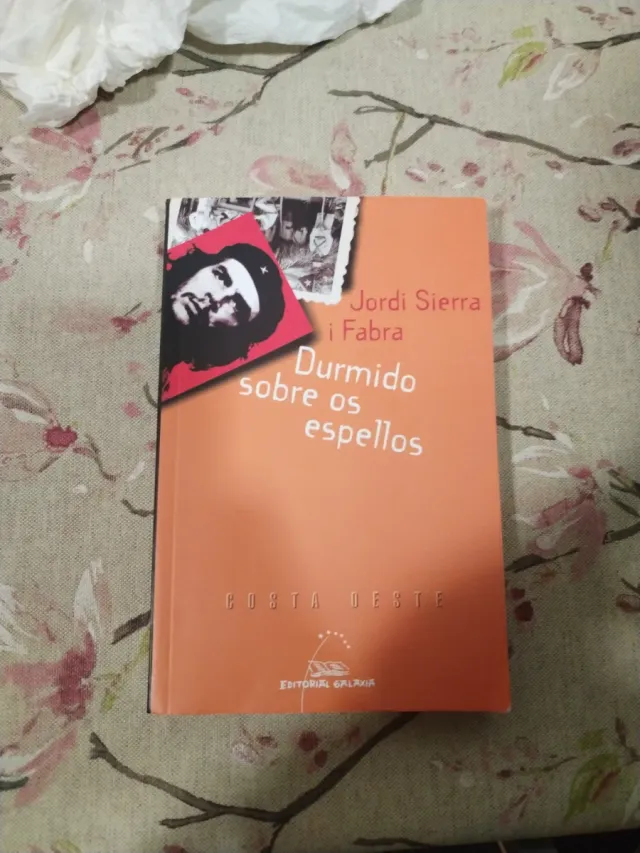 Jordi Sierra
i Fabra
Durmido
sobre os
espellos
COSTA OESTE
EDITORIAL GALAXIA